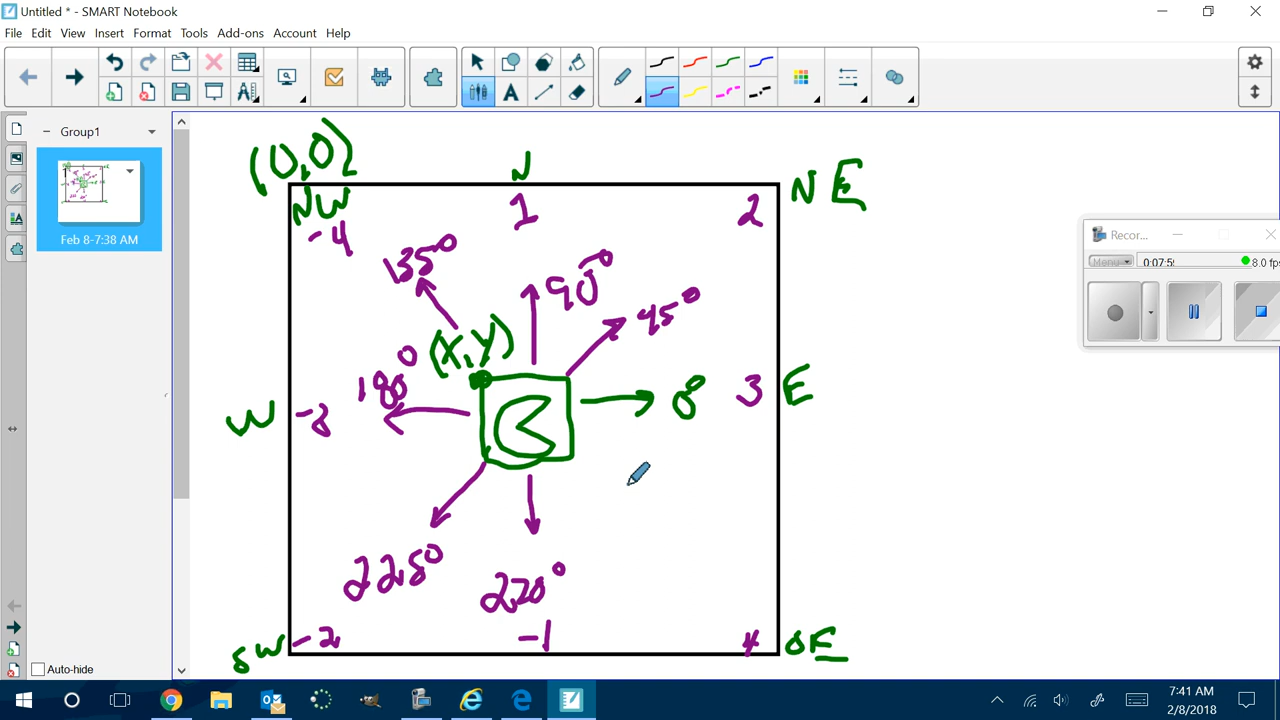 Untitled * - SMART Notebook
File Edit View Insert Format Tools Add-ons Account Help
Group1
Feb 8-7:38 AM
Auto-hide
(0,0)
N
NW
NE
-4
1
2
135°
90°
45°
(X,Y)
180°
0°
W
-3
3
E
225°
270°
SW
-2
-1
4
SE
Recor...
Menu
0:07:5
8.0 fps
7:41 AM
2/8/2018